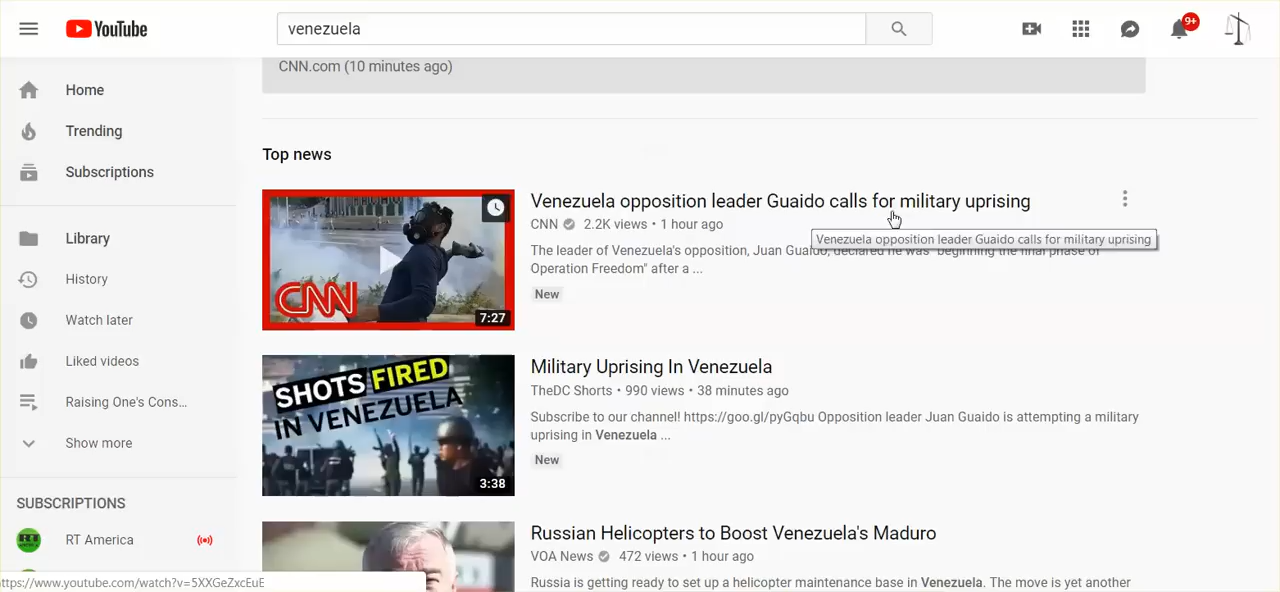 YouTube
venezuela
9+
CNN.com (10 minutes ago)
Home
Trending
Subscriptions
Library
History
Watch later
Liked videos
Raising One's Cons...
Show more
SUBSCRIPTIONS
RT America
Top news
CNN
7:27
Venezuela opposition leader Guaido calls for military uprising
CNN 2.2K views • 1 hour ago
Venezuela opposition leader Guaido calls for military uprising
The leader of Venezuela's opposition, Juan Guaido, declared he was "beginning the final phase of
Operation Freedom" after a ...
New
SHOTS FIRED
IN VENEZUELA
3:38
Military Uprising In Venezuela
TheDC Shorts • 990 views • 38 minutes ago
Subscribe to our channel! https://goo.gl/pyGqbu Opposition leader Juan Guaido is attempting a military
uprising in Venezuela ...
New
Russian Helicopters to Boost Venezuela's Maduro
VOA News 472 views • 1 hour ago
Russia is getting ready to set up a helicopter maintenance base in Venezuela. The move is yet another
ttps://www.youtube.com/watch?v=5XXGeZxcEuE